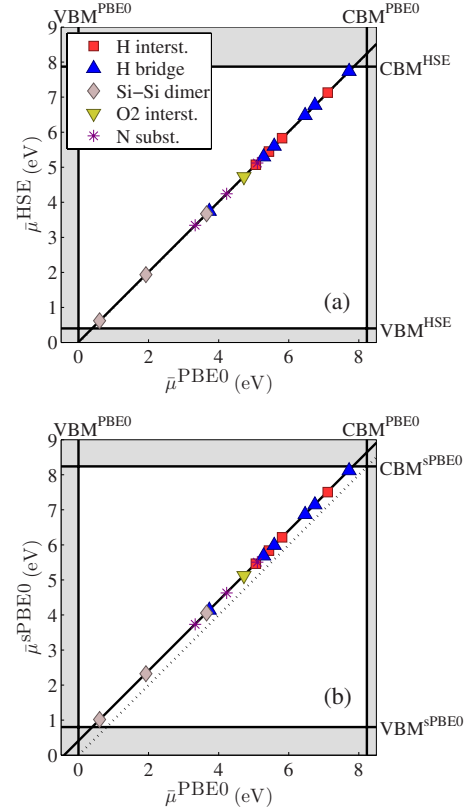 VBM^PBE0 CBM^PBE0
9
8
7
6
5
4
3
2
1
0
H interst.
H bridge
Si−Si dimer
O2 interst.
N subst.
CBM^HSE
VBM^HSE
μ̄^HSE (eV)
(a)
0 2 4 6 8
μ̄^PBE0 (eV)
VBM^PBE0 CBM^PBE0
9
8
7
6
5
4
3
2
1
0
CBM^sPBE0
VBM^sPBE0
μ̄^sPBE0 (eV)
(b)
0 2 4 6 8
μ̄^PBE0 (eV)